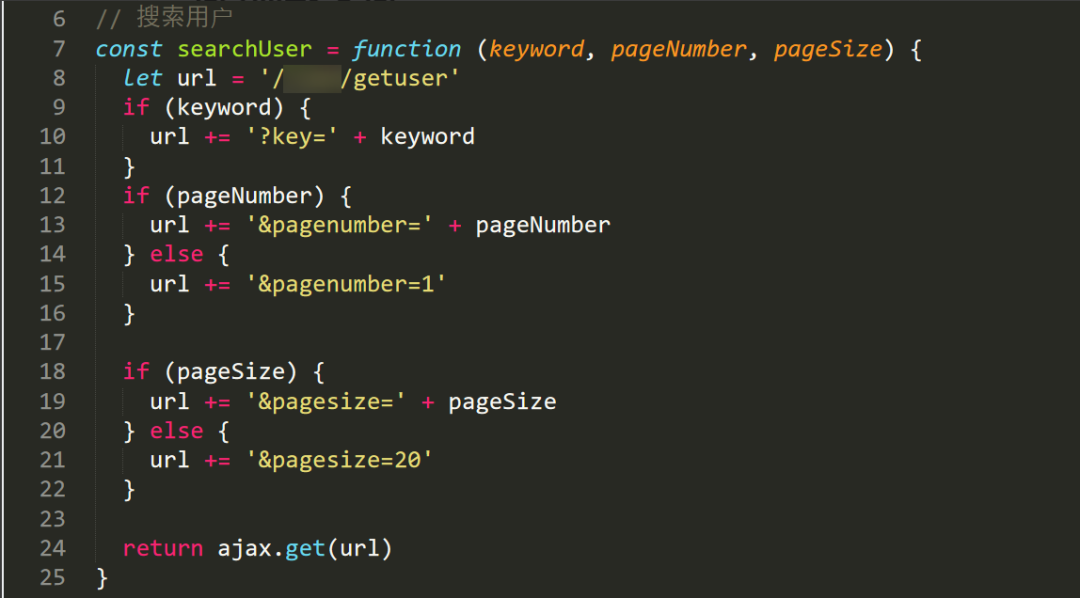 6 // 搜索用户
7 const searchUser = function (keyword, pageNumber, pageSize) {
8 let url = '/ /getuser'
9 if (keyword) {
10 url += '?key=' + keyword
11 }
12 if (pageNumber) {
13 url += '&pagenumber=' + pageNumber
14 } else {
15 url += '&pagenumber=1'
16 }
17
18 if (pageSize) {
19 url += '&pagesize=' + pageSize
20 } else {
21 url += '&pagesize=20'
22 }
23
24 return ajax.get(url)
25 }